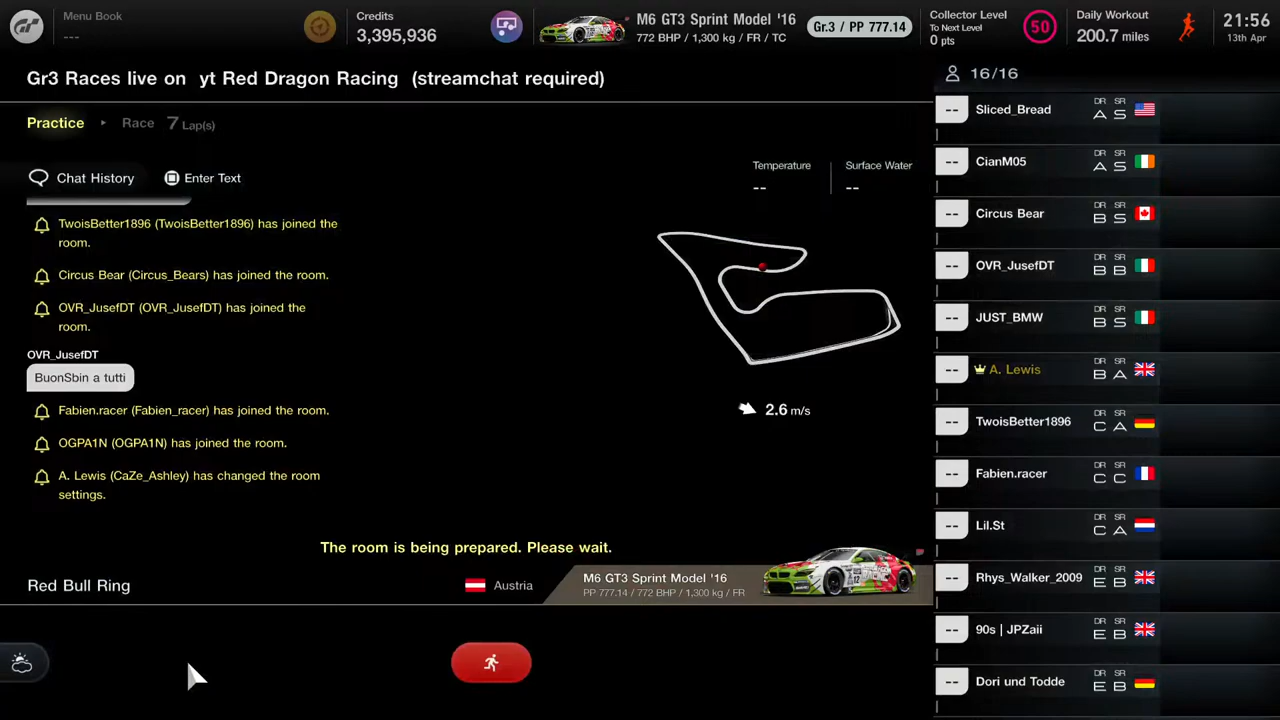 Menu Book
---
Credits
3,395,936
M6 GT3 Sprint Model '16
772 BHP / 1,300 kg / FR / TC
Gr.3 / PP 777.14
Collector Level
To Next Level
0 pts
50
Daily Workout
200.7 miles
21:56
13th Apr
Gr3 Races live on yt Red Dragon Racing (streamchat required)
Practice
Race 7 Lap(s)
Chat History
Enter Text
Temperature
--
Surface Water
--
TwoisBetter1896 (TwoisBetter1896) has joined the
room.
Circus Bear (Circus_Bears) has joined the room.
OVR_JusefDT (OVR_JusefDT) has joined the
room.
OVR_JusefDT
BuonSbin a tutti
Fabien.racer (Fabien_racer) has joined the room.
OGPA1N (OGPA1N) has joined the room.
A. Lewis (CaZe_Ashley) has changed the room
settings.
2.6 m/s
The room is being prepared. Please wait.
Red Bull Ring
Austria
M6 GT3 Sprint Model '16
PP 777.14 / 772 BHP / 1,300 kg / FR
16/16
-- Sliced_Bread DR A SR S
-- CianM05 DR A SR S
-- Circus Bear DR B SR S
-- OVR_JusefDT DR B SR B
-- JUST_BMW DR B SR S
-- A. Lewis DR B SR A
-- TwoisBetter1896 DR C SR A
-- Fabien.racer DR C SR C
-- Lil.St DR C SR A
-- Rhys_Walker_2009 DR E SR B
-- 90s | JPZaii DR E SR B
-- Dori und Todde DR E SR B